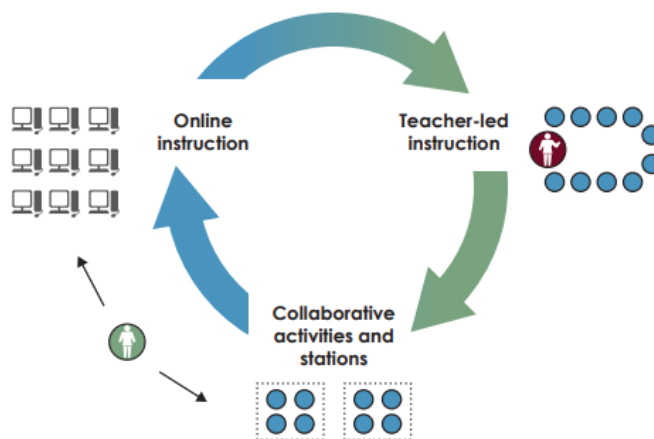 Online
instruction
Teacher-led
instruction
Collaborative
activities and
stations